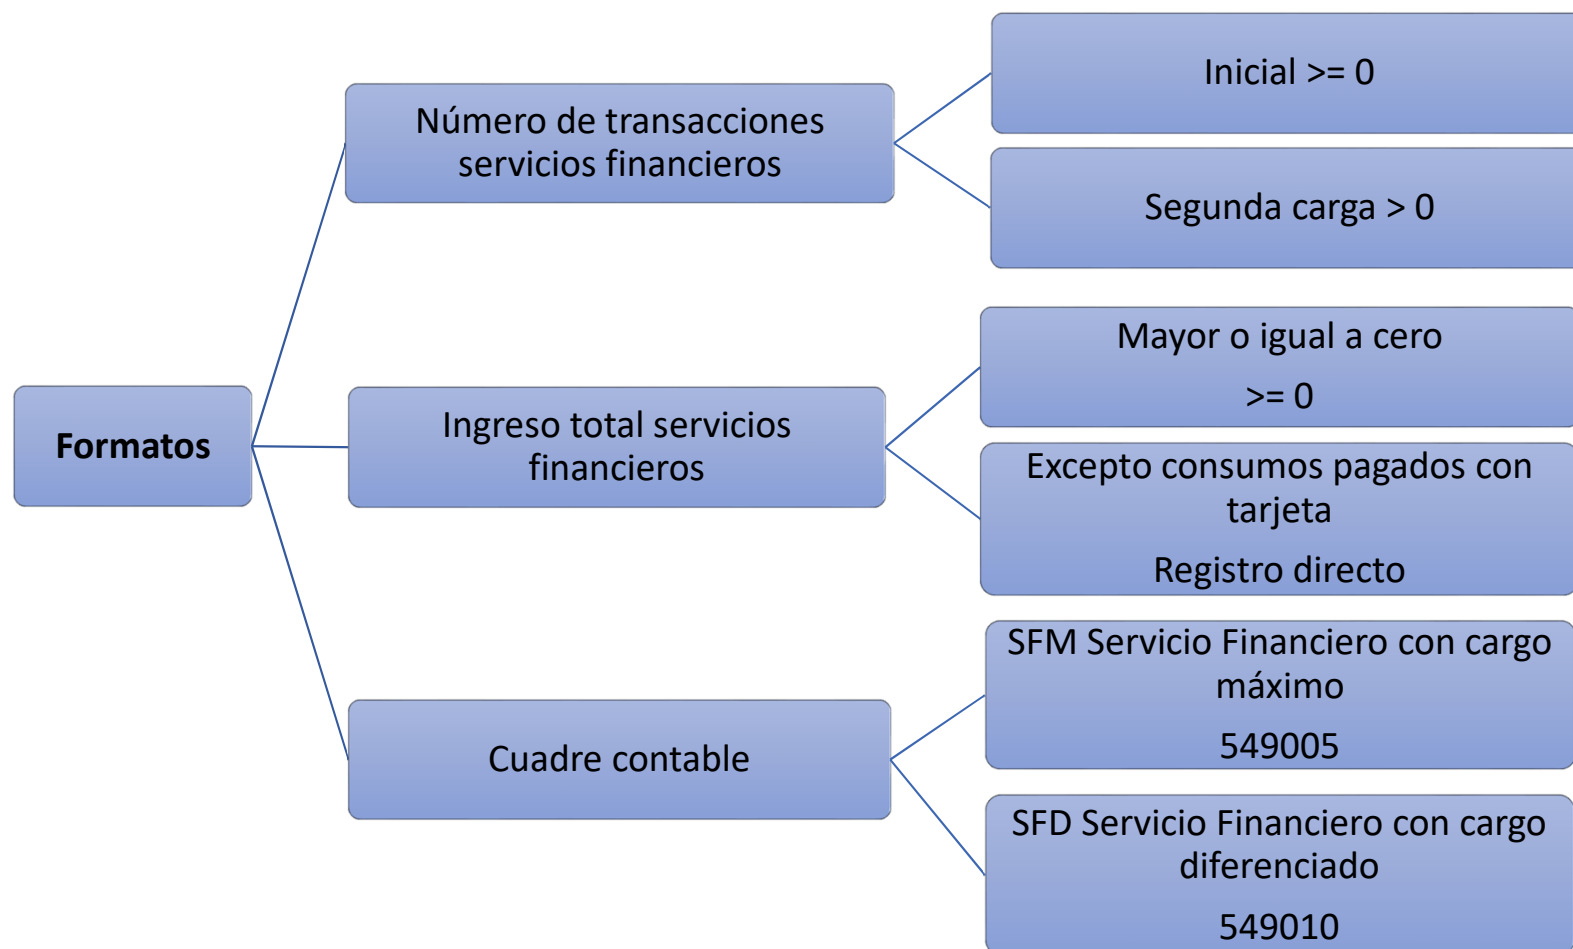 Formatos
Número de transacciones
servicios financieros
Inicial >= 0
Segunda carga > 0
Ingreso total servicios
financieros
Mayor o igual a cero
>= 0
Excepto consumos pagados con
tarjeta
Registro directo
Cuadre contable
SFM Servicio Financiero con cargo
máximo
549005
SFD Servicio Financiero con cargo
diferenciado
549010